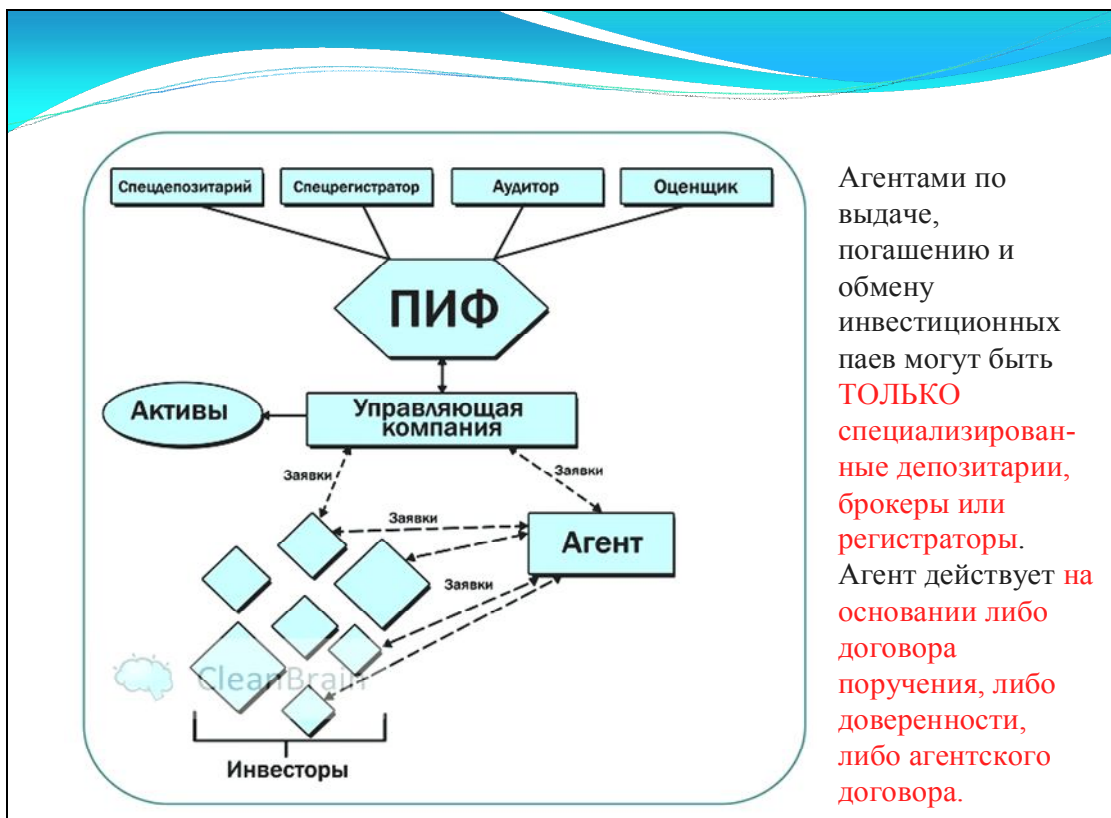 Спецдепозитарий
Спецрегистратор
Аудитор
Оценщик
ПИФ
Активы
Управляющая
компания
Заявки
Заявки
Заявки
Заявки
Агент
CleanBrain
Инвесторы
Агентами по
выдаче,
погашению и
обмену
инвестиционных
паев могут быть
ТОЛЬКО
специализирован-
ные депозитарии,
брокеры или
регистраторы.
Агент действует на
основании либо
договора
поручения, либо
доверенности,
либо агентского
договора.